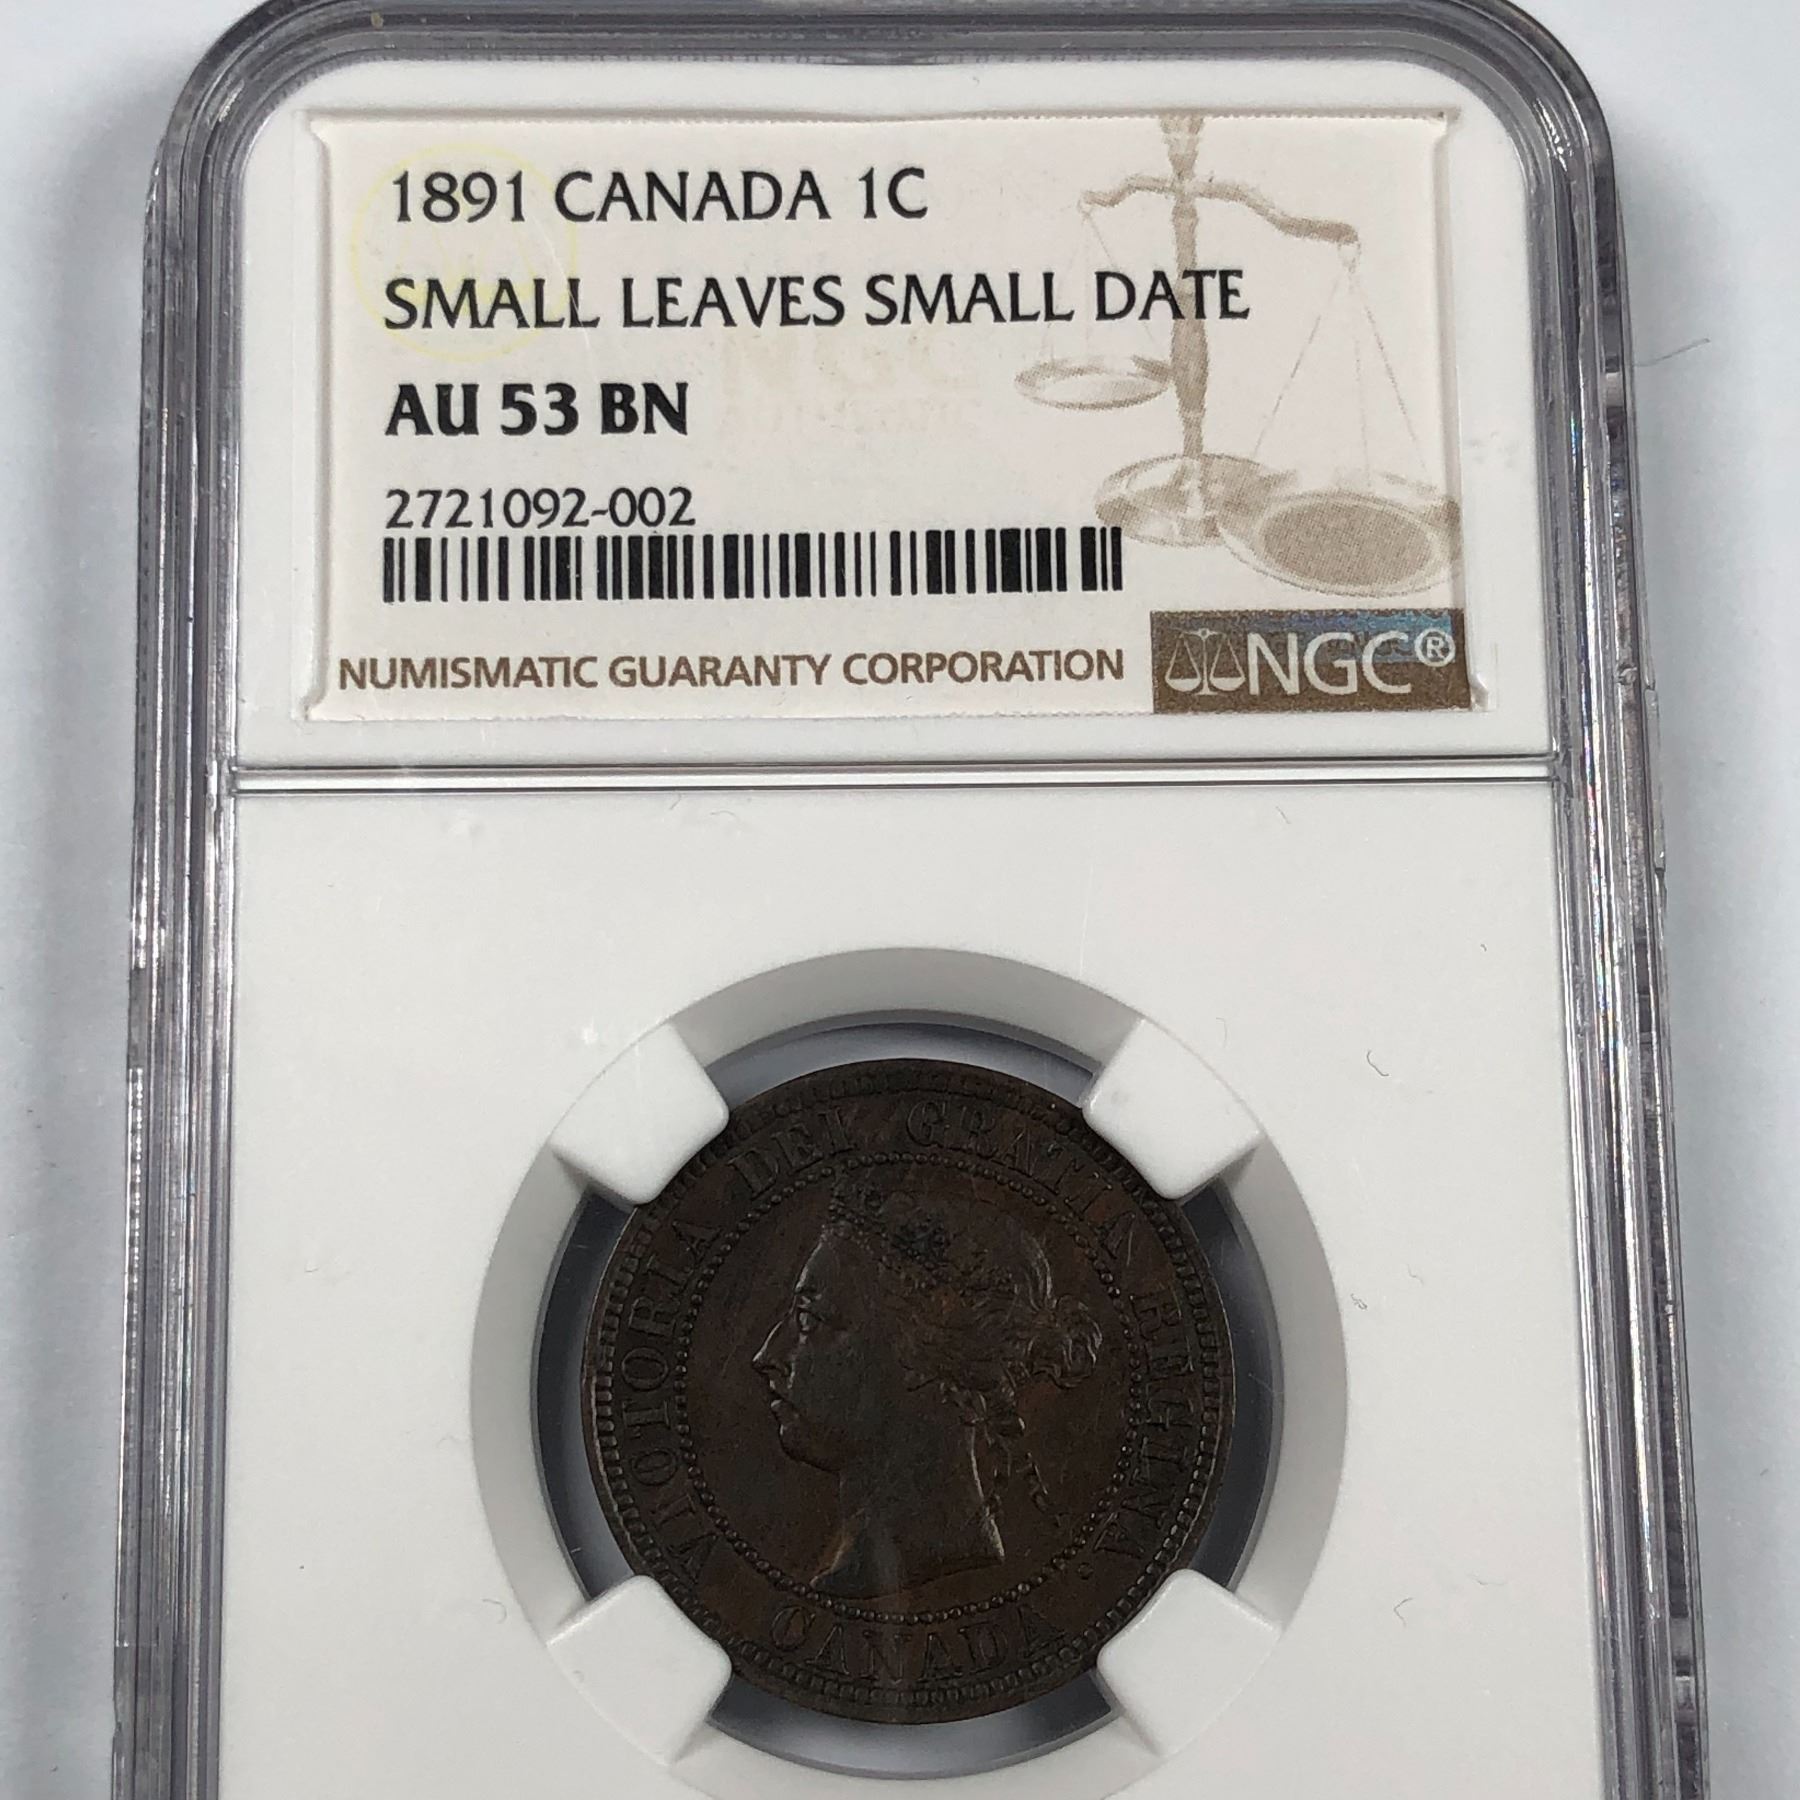 1891 CANADA 1C
SMALL LEAVES SMALL DATE
AU 53 BN
2721092-002
NUMISMATIC GUARANTY CORPORATION
NGC®
VICTORIA DEI GRATIA REGINA.
CANADA